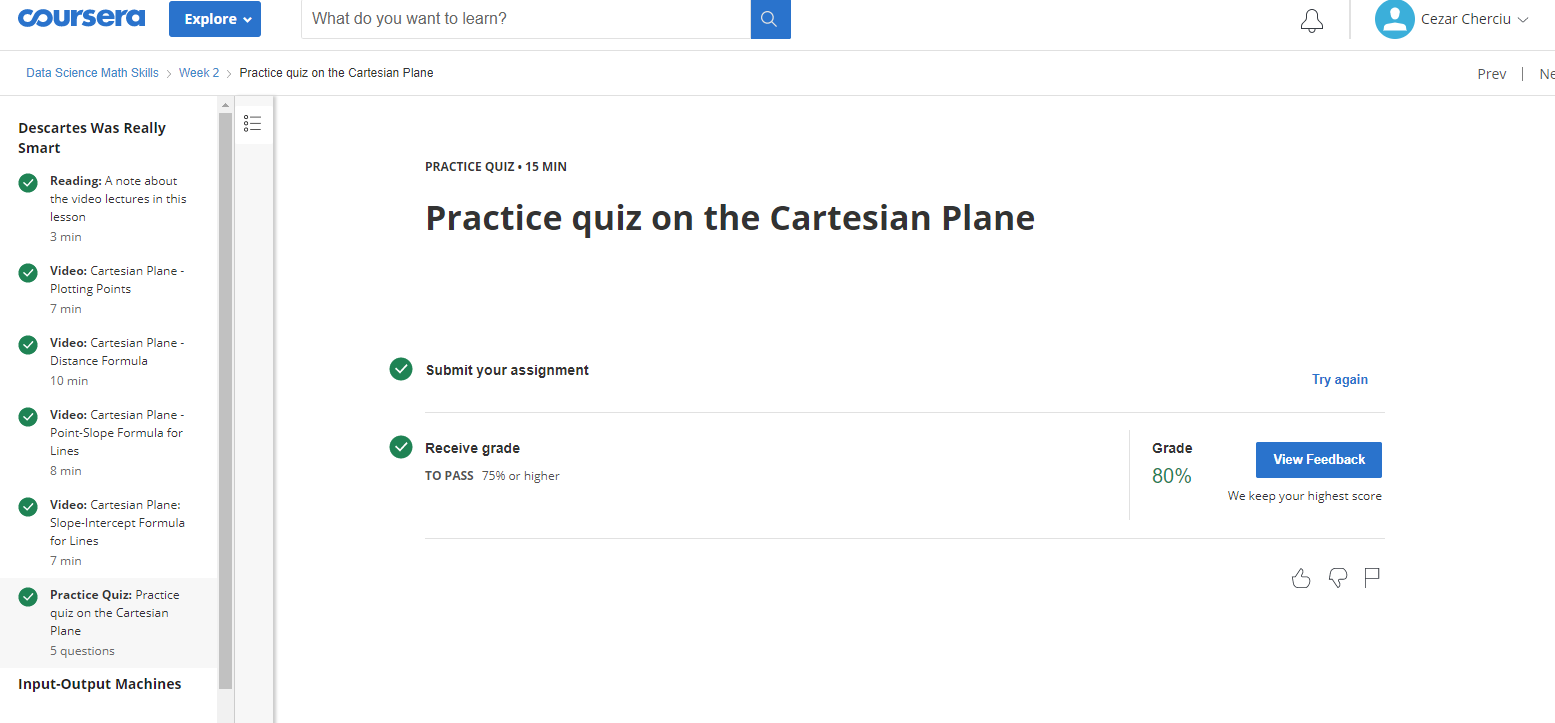 coursera
Explore
What do you want to learn?
Cezar Cherciu
Data Science Math Skills > Week 2 > Practice quiz on the Cartesian Plane
Prev | Ne
Descartes Was Really
Smart
Reading: A note about
the video lectures in this
lesson
3 min
Video: Cartesian Plane -
Plotting Points
7 min
Video: Cartesian Plane -
Distance Formula
10 min
Video: Cartesian Plane -
Point-Slope Formula for
Lines
8 min
Video: Cartesian Plane:
Slope-Intercept Formula
for Lines
7 min
Practice Quiz: Practice
quiz on the Cartesian
Plane
5 questions
Input-Output Machines
PRACTICE QUIZ • 15 MIN
Practice quiz on the Cartesian Plane
Submit your assignment
Try again
Receive grade
TO PASS 75% or higher
Grade
80%
View Feedback
We keep your highest score